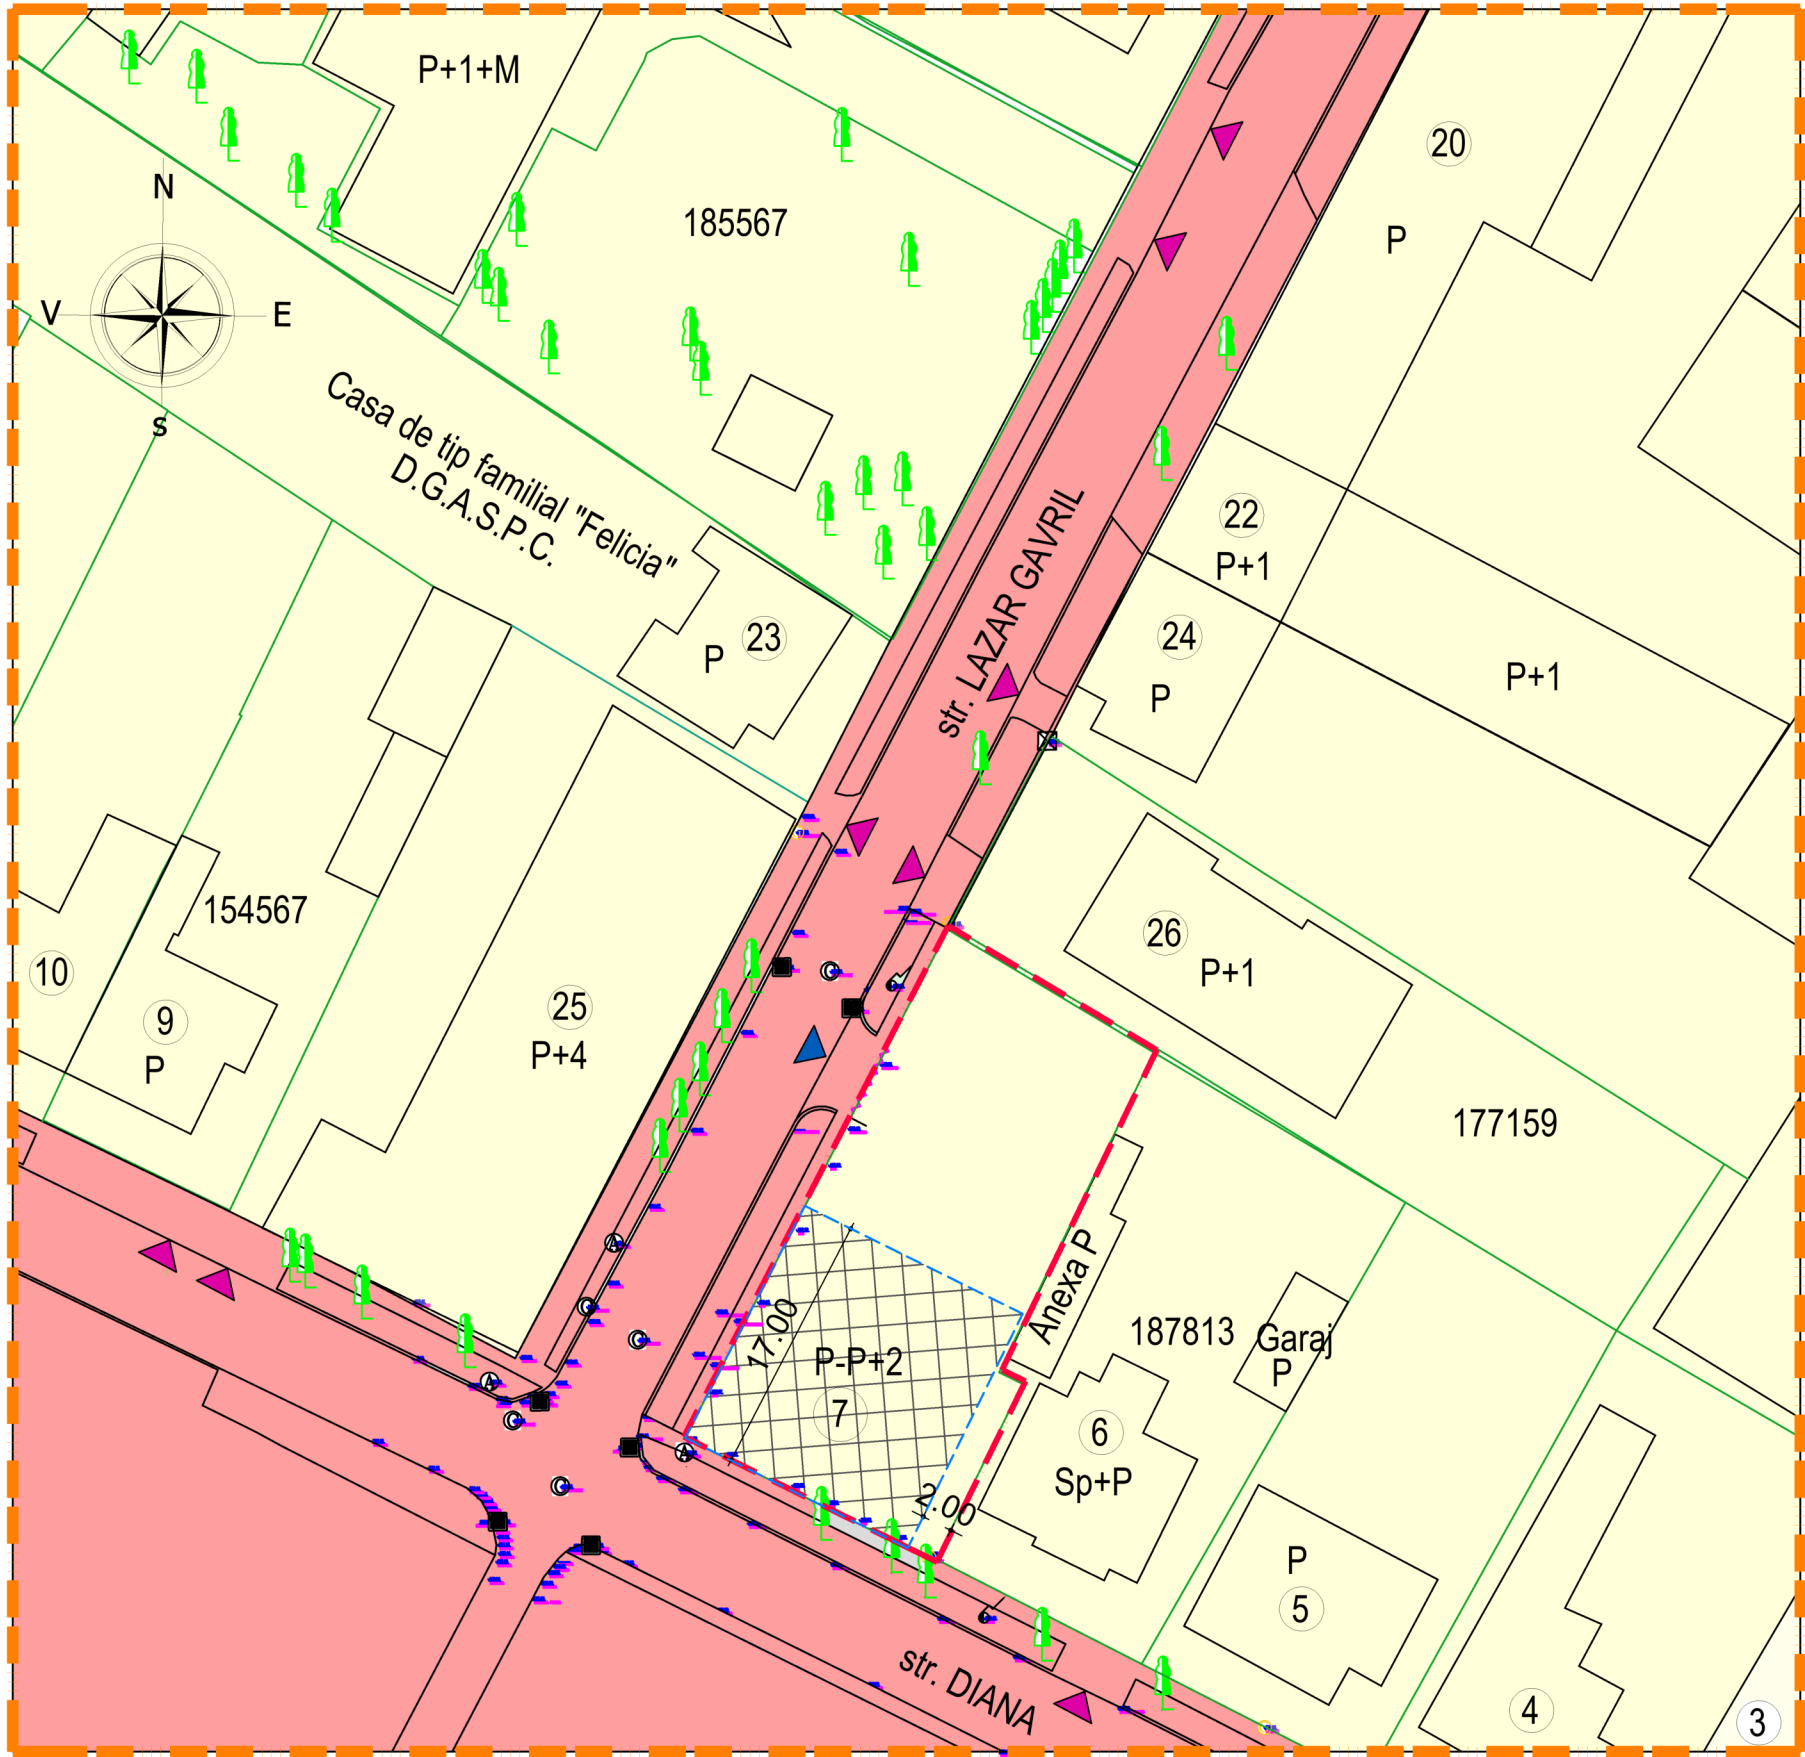 P+1+M
20
N
185567
P
V
E
S
Casa de tip familial "Felicia"
D.G.A.S.P.C.
str. LAZAR GAVRIL
22
P+1
23
P
24
P
P+1
154567
10
9
P
25
P+4
26
P+1
177159
A
17.00
P-P+2
7
Anexa P
187813
Garaj
P
A
A
6
Sp+P
2.00
P
5
str. DIANA
4
3